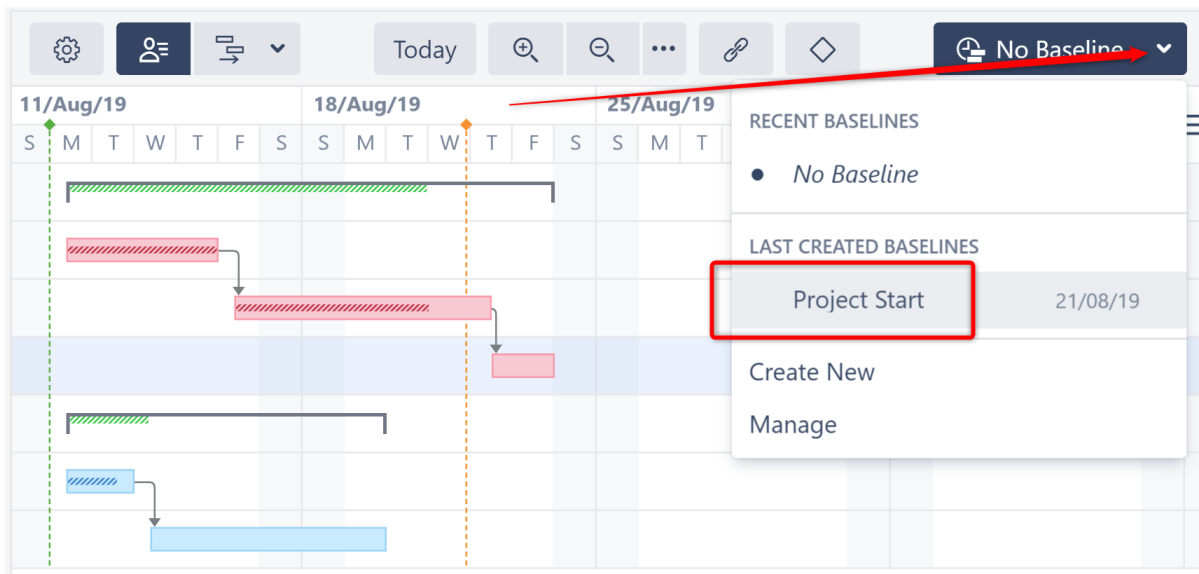 Today
No Baseline
11/Aug/19 18/Aug/19 25/Aug/19
S M T W T F S S M T W T F S S M T
RECENT BASELINES
No Baseline
LAST CREATED BASELINES
Project Start 21/08/19
Create New
Manage